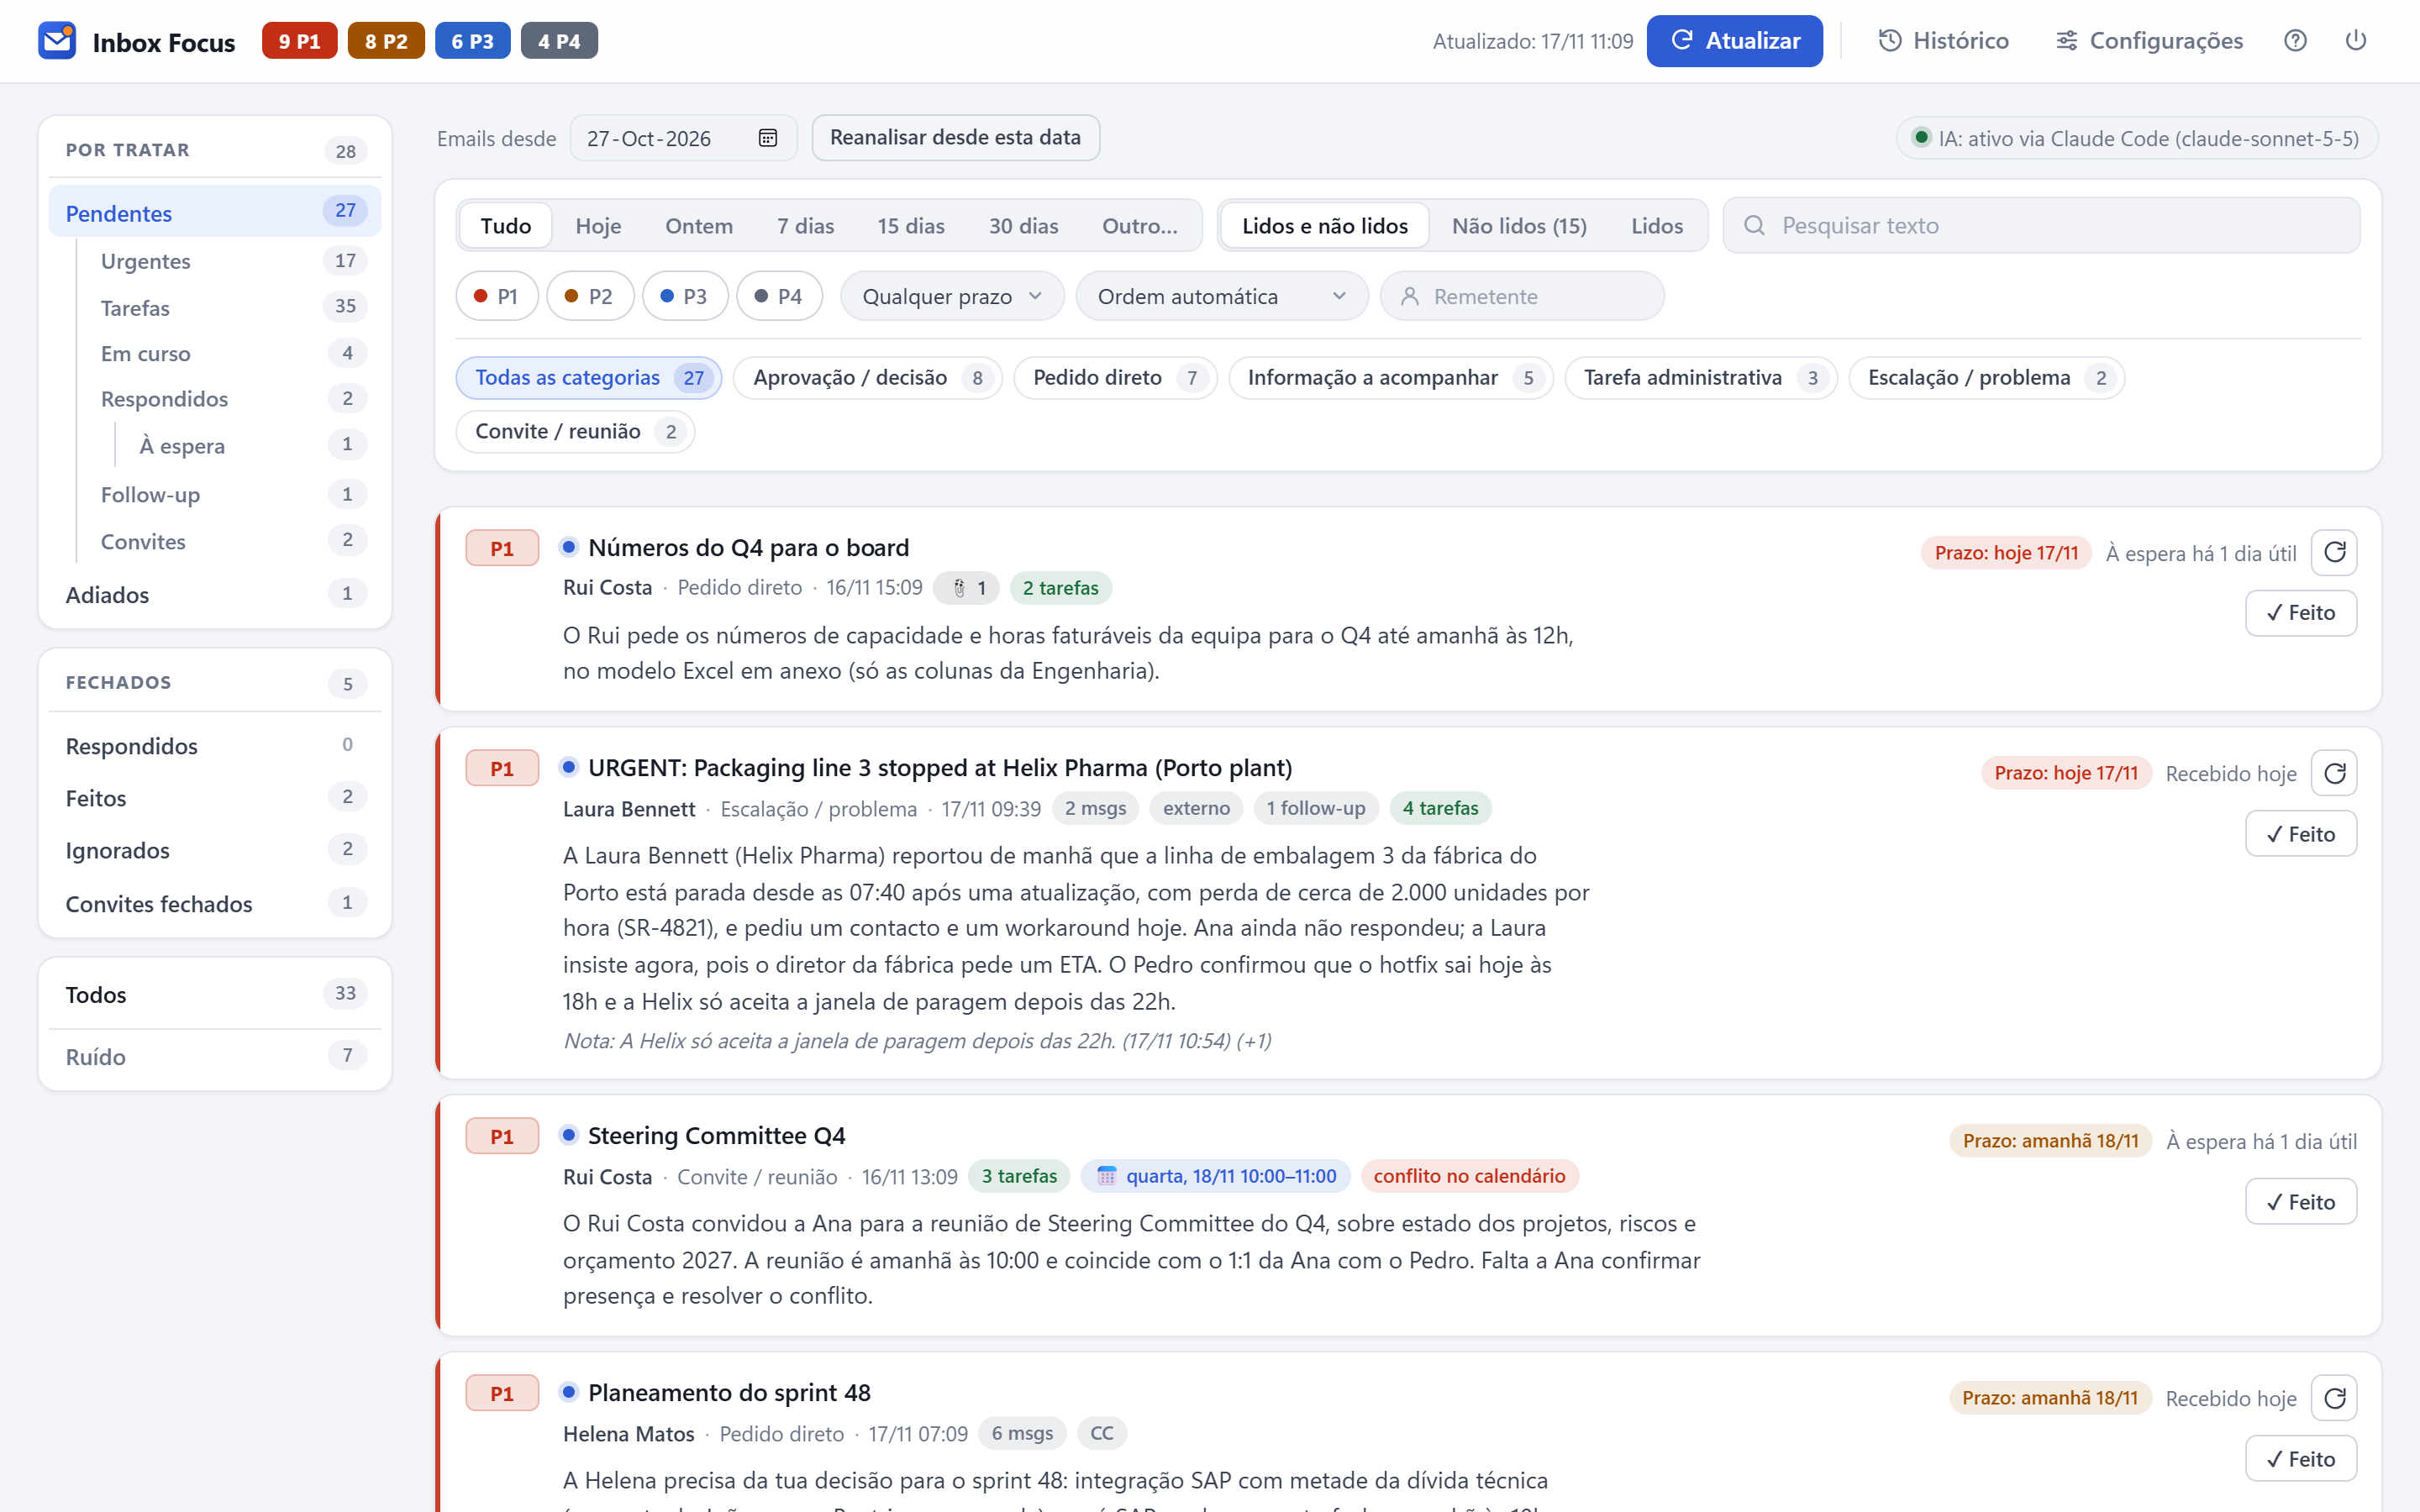 Inbox Focus
9 P1
8 P2
6 P3
4 P4
Atualizado: 17/11 11:09
Atualizar
Histórico
Configurações
POR TRATAR 28
Pendentes 27
Urgentes 17
Tarefas 35
Em curso 4
Respondidos 2
À espera 1
Follow-up 1
Convites 2
Adiados 1
FECHADOS 5
Respondidos 0
Feitos 2
Ignorados 2
Convites fechados 1
Todos 33
Ruído 7
Emails desde 27-Oct-2026 Reanalisar desde esta data
IA: ativo via Claude Code (claude-sonnet-5-5)
Tudo Hoje Ontem 7 dias 15 dias 30 dias Outro...
Lidos e não lidos Não lidos (15) Lidos
Pesquisar texto
P1 P2 P3 P4 Qualquer prazo Ordem automática Remetente
Todas as categorias 27 Aprovação / decisão 8 Pedido direto 7 Informação a acompanhar 5 Tarefa administrativa 3 Escalação / problema 2
Convite / reunião 2
P1 Números do Q4 para o board
Prazo: hoje 17/11 À espera há 1 dia útil
Rui Costa · Pedido direto · 16/11 15:09 1 2 tarefas
✓ Feito
O Rui pede os números de capacidade e horas faturáveis da equipa para o Q4 até amanhã às 12h,
no modelo Excel em anexo (só as colunas da Engenharia).
P1 URGENT: Packaging line 3 stopped at Helix Pharma (Porto plant)
Prazo: hoje 17/11 Recebido hoje
Laura Bennett · Escalação / problema · 17/11 09:39 2 msgs externo 1 follow-up 4 tarefas
✓ Feito
A Laura Bennett (Helix Pharma) reportou de manhã que a linha de embalagem 3 da fábrica do
Porto está parada desde as 07:40 após uma atualização, com perda de cerca de 2.000 unidades por
hora (SR-4821), e pediu um contacto e um workaround hoje. Ana ainda não respondeu; a Laura
insiste agora, pois o diretor da fábrica pede um ETA. O Pedro confirmou que o hotfix sai hoje às
18h e a Helix só aceita a janela de paragem depois das 22h.
Nota: A Helix só aceita a janela de paragem depois das 22h. (17/11 10:54) (+1)
P1 Steering Committee Q4
Prazo: amanhã 18/11 À espera há 1 dia útil
Rui Costa · Convite / reunião · 16/11 13:09 3 tarefas quarta, 18/11 10:00–11:00 conflito no calendário
✓ Feito
O Rui Costa convidou a Ana para a reunião de Steering Committee do Q4, sobre estado dos projetos, riscos e
orçamento 2027. A reunião é amanhã às 10:00 e coincide com o 1:1 da Ana com o Pedro. Falta a Ana confirmar
presença e resolver o conflito.
P1 Planeamento do sprint 48
Prazo: amanhã 18/11 Recebido hoje
Helena Matos · Pedido direto · 17/11 07:09 6 msgs CC
✓ Feito
A Helena precisa da tua decisão para o sprint 48: integração SAP com metade da dívida técnica